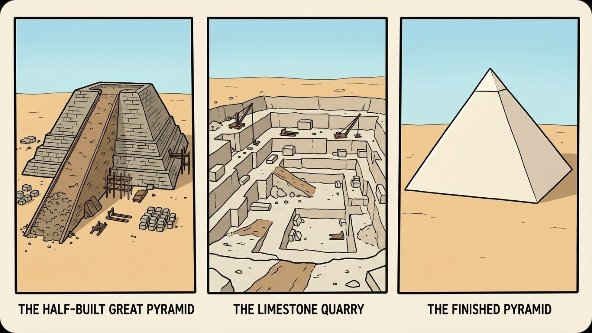 THE HALF-BUILT GREAT PYRAMID
THE LIMESTONE QUARRY
THE FINISHED PYRAMID